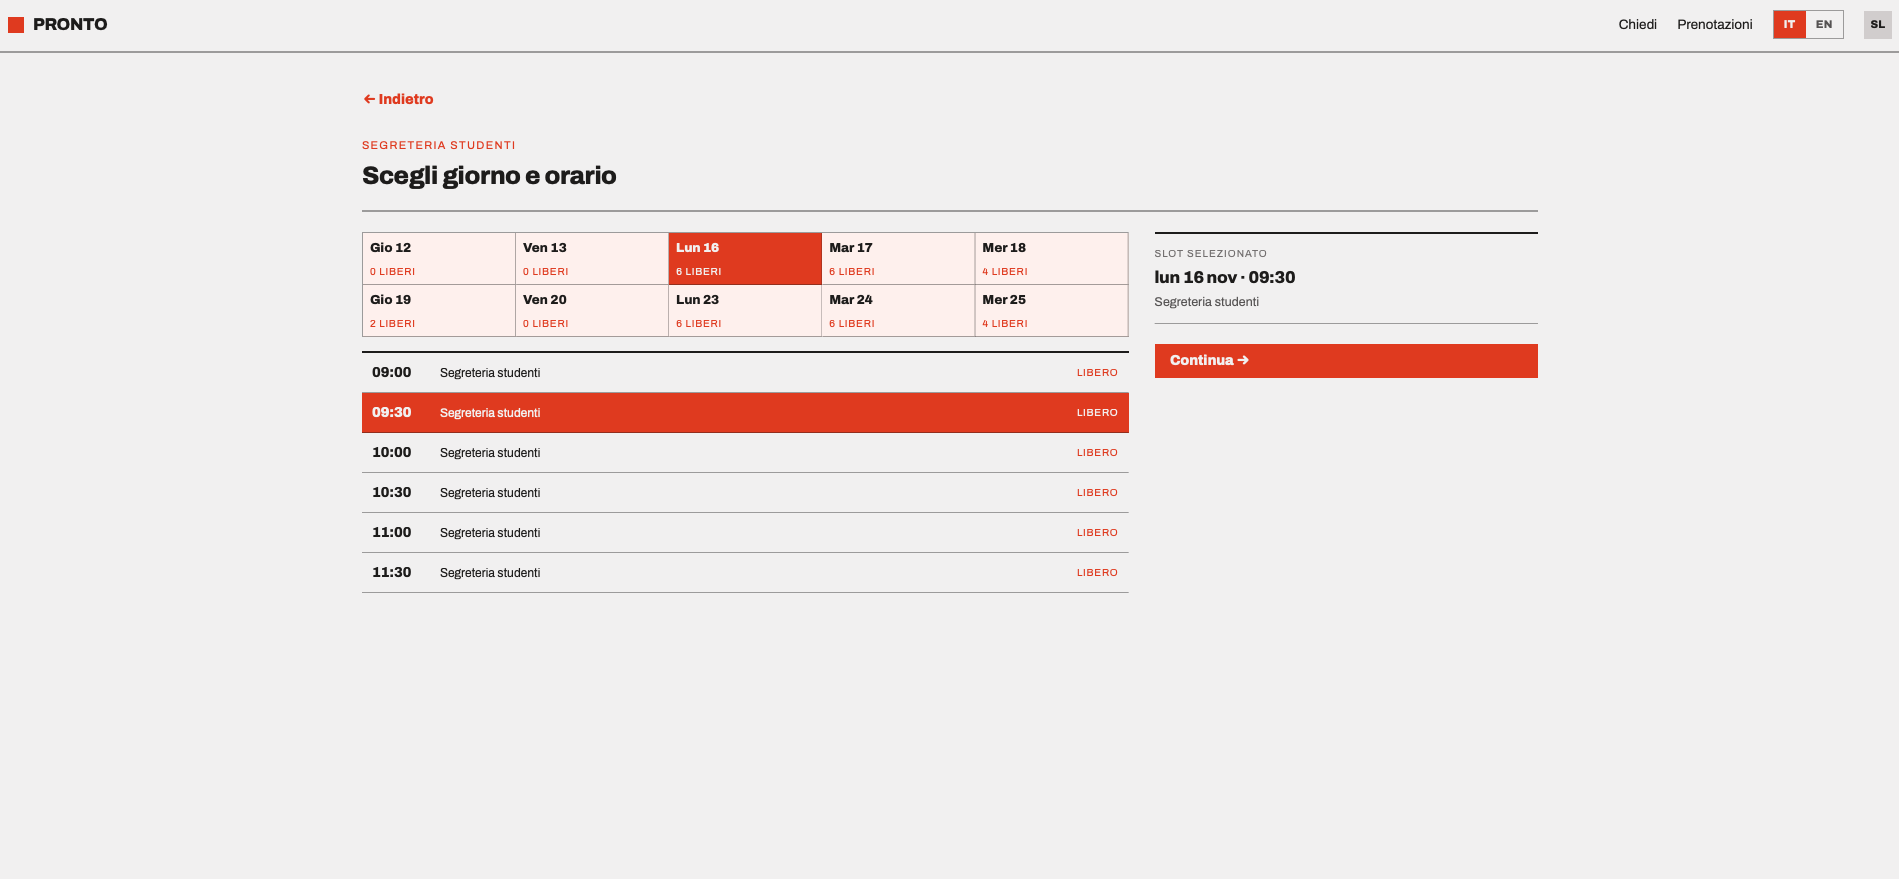 PRONTO
Chiedi Prenotazioni IT EN SL
← Indietro
SEGRETERIA STUDENTI
Scegli giorno e orario
Gio 12 Ven 13 Lun 16 Mar 17 Mer 18
0 LIBERI 0 LIBERI 6 LIBERI 6 LIBERI 4 LIBERI
Gio 19 Ven 20 Lun 23 Mar 24 Mer 25
2 LIBERI 0 LIBERI 6 LIBERI 6 LIBERI 4 LIBERI
09:00 Segreteria studenti LIBERO
09:30 Segreteria studenti LIBERO
10:00 Segreteria studenti LIBERO
10:30 Segreteria studenti LIBERO
11:00 Segreteria studenti LIBERO
11:30 Segreteria studenti LIBERO
SLOT SELEZIONATO
lun 16 nov · 09:30
Segreteria studenti
Continua →